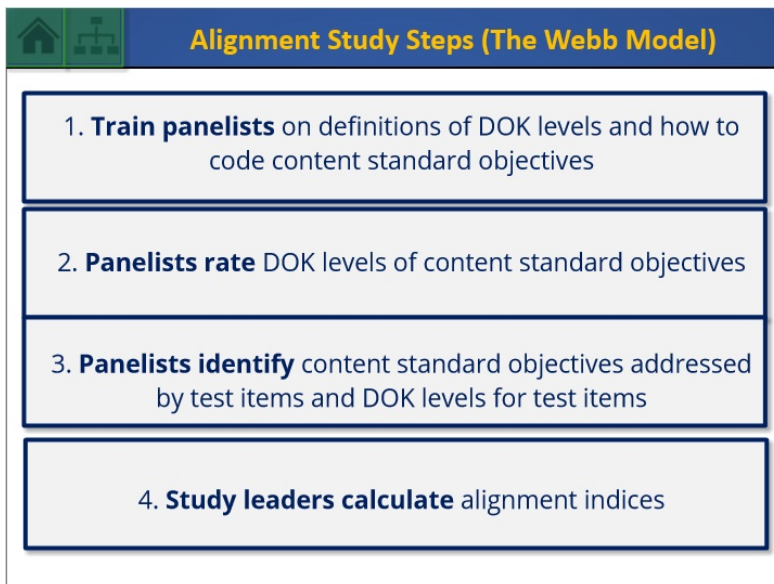 Alignment Study Steps (The Webb Model)
1. Train panelists on definitions of DOK levels and how to
code content standard objectives
2. Panelists rate DOK levels of content standard objectives
3. Panelists identify content standard objectives addressed
by test items and DOK levels for test items
4. Study leaders calculate alignment indices